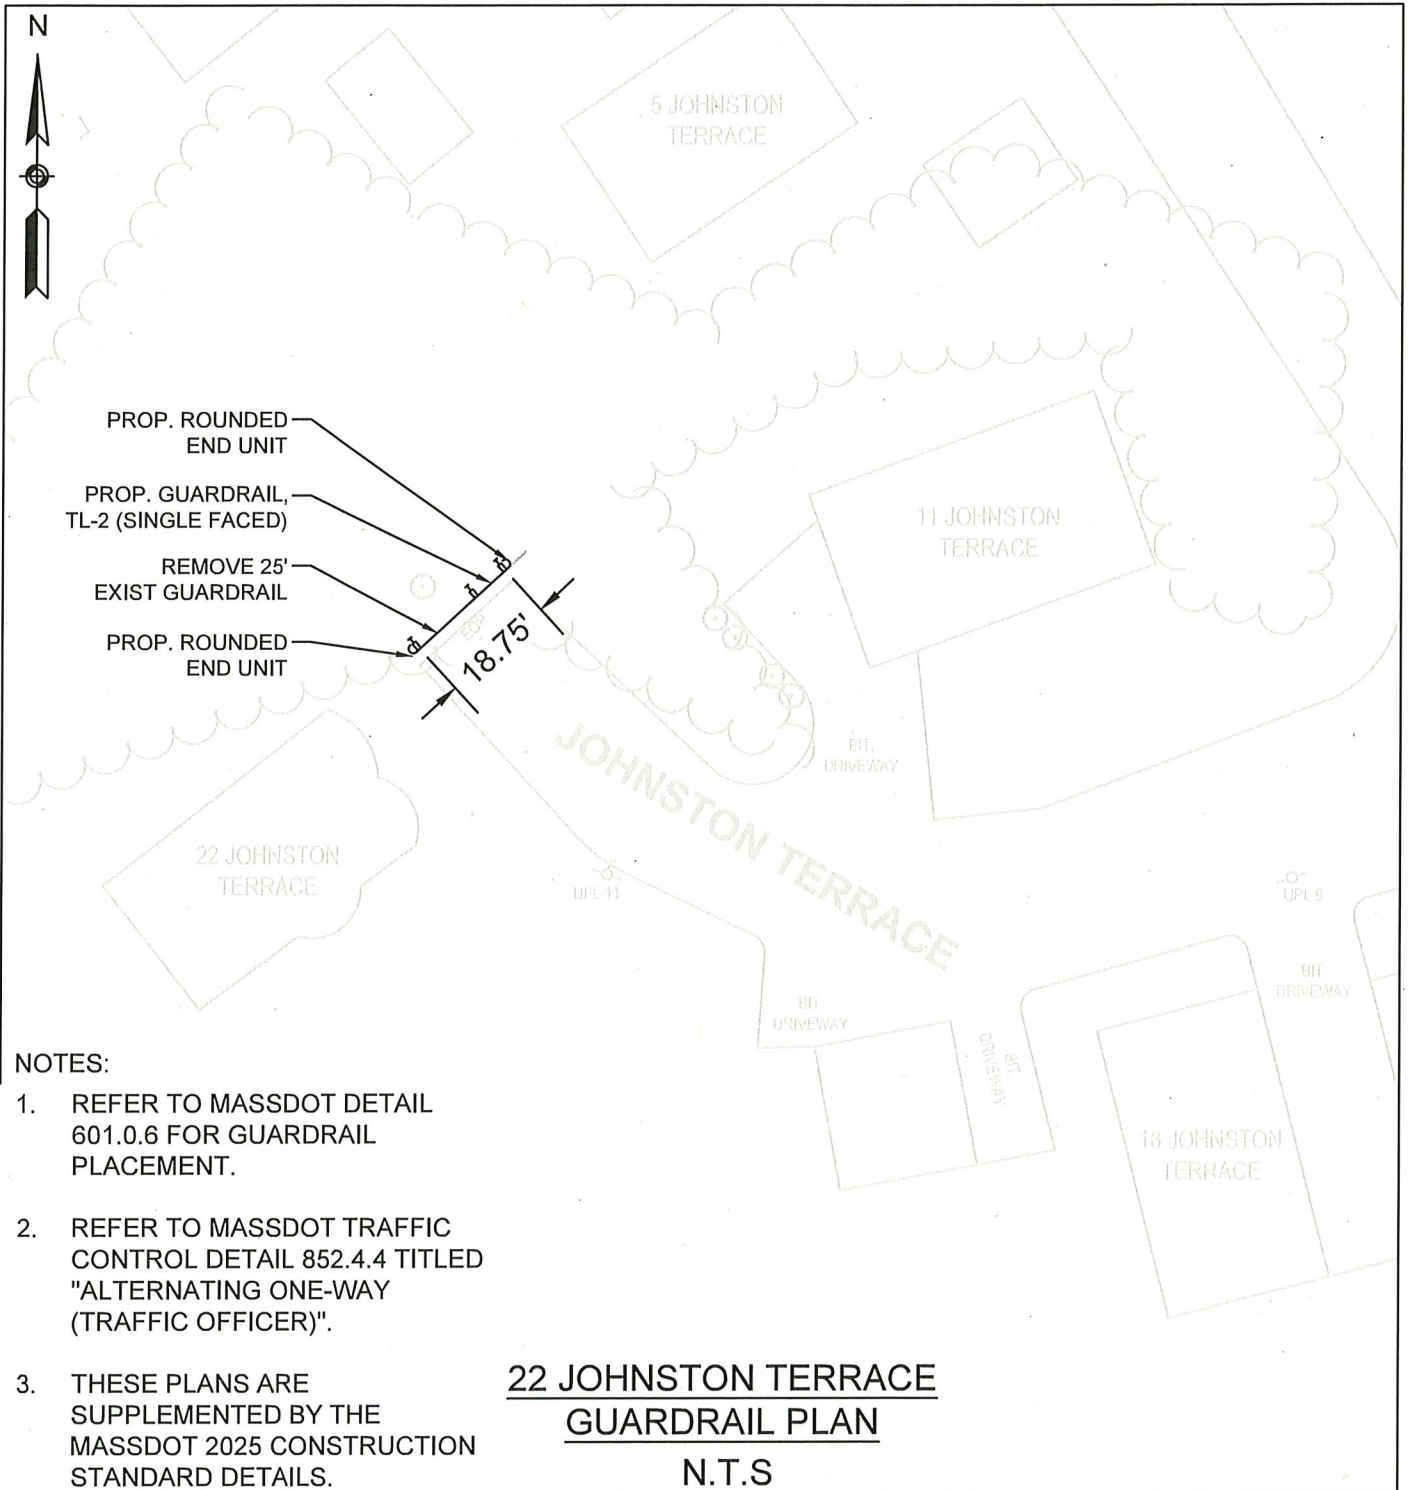 N
5 JOHNSTON
TERRACE
PROP. ROUNDED
END UNIT
PROP. GUARDRAIL,
TL-2 (SINGLE FACED)
REMOVE 25'
EXIST GUARDRAIL
PROP. ROUNDED
END UNIT
EOP
18.75'
11 JOHNSTON
TERRACE
JOHNSTON TERRACE
BIT.
DRIVEWAY
22 JOHNSTON
TERRACE
UPL 11
UPL 9
BIT.
DRIVEWAY
BIT.
DRIVEWAY
BIT.
DRIVEWAY
18 JOHNSTON
TERRACE
NOTES:
1. REFER TO MASSDOT DETAIL
601.0.6 FOR GUARDRAIL
PLACEMENT.
2. REFER TO MASSDOT TRAFFIC
CONTROL DETAIL 852.4.4 TITLED
"ALTERNATING ONE-WAY
(TRAFFIC OFFICER)".
3. THESE PLANS ARE
SUPPLEMENTED BY THE
MASSDOT 2025 CONSTRUCTION
STANDARD DETAILS.
22 JOHNSTON TERRACE
GUARDRAIL PLAN
N.T.S